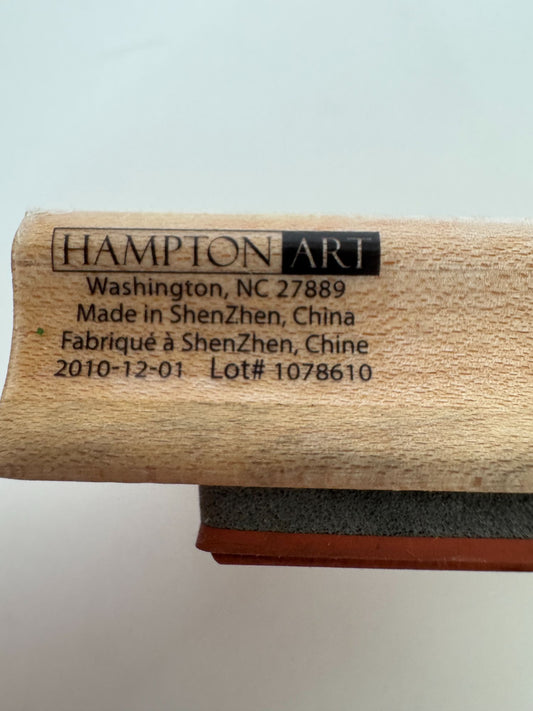 HAMPTON ART
Washington, NC 27889
Made in ShenZhen, China
Fabriqué à ShenZhen, Chine
2010-12-01 Lot# 1078610